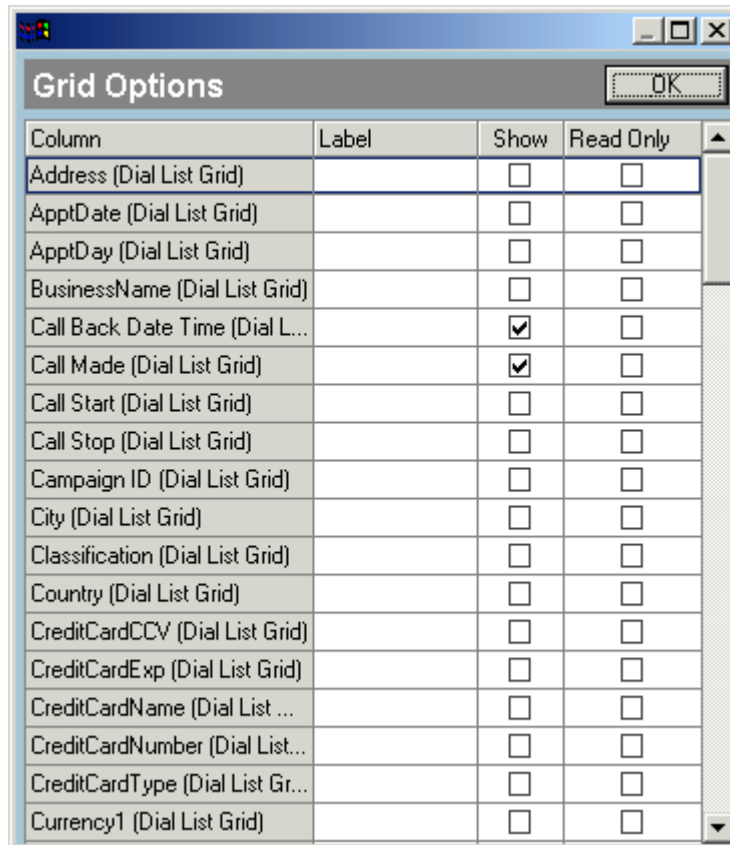 Grid Options OK
Column Label Show Read Only
Address (Dial List Grid)
ApptDate (Dial List Grid)
ApptDay (Dial List Grid)
BusinessName (Dial List Grid)
Call Back Date Time (Dial L...
Call Made (Dial List Grid)
Call Start (Dial List Grid)
Call Stop (Dial List Grid)
Campaign ID (Dial List Grid)
City (Dial List Grid)
Classification (Dial List Grid)
Country (Dial List Grid)
CreditCardCCV (Dial List Grid)
CreditCardExp (Dial List Grid)
CreditCardName (Dial List ...
CreditCardNumber (Dial List...
CreditCardType (Dial List Gr...
Currency1 (Dial List Grid)